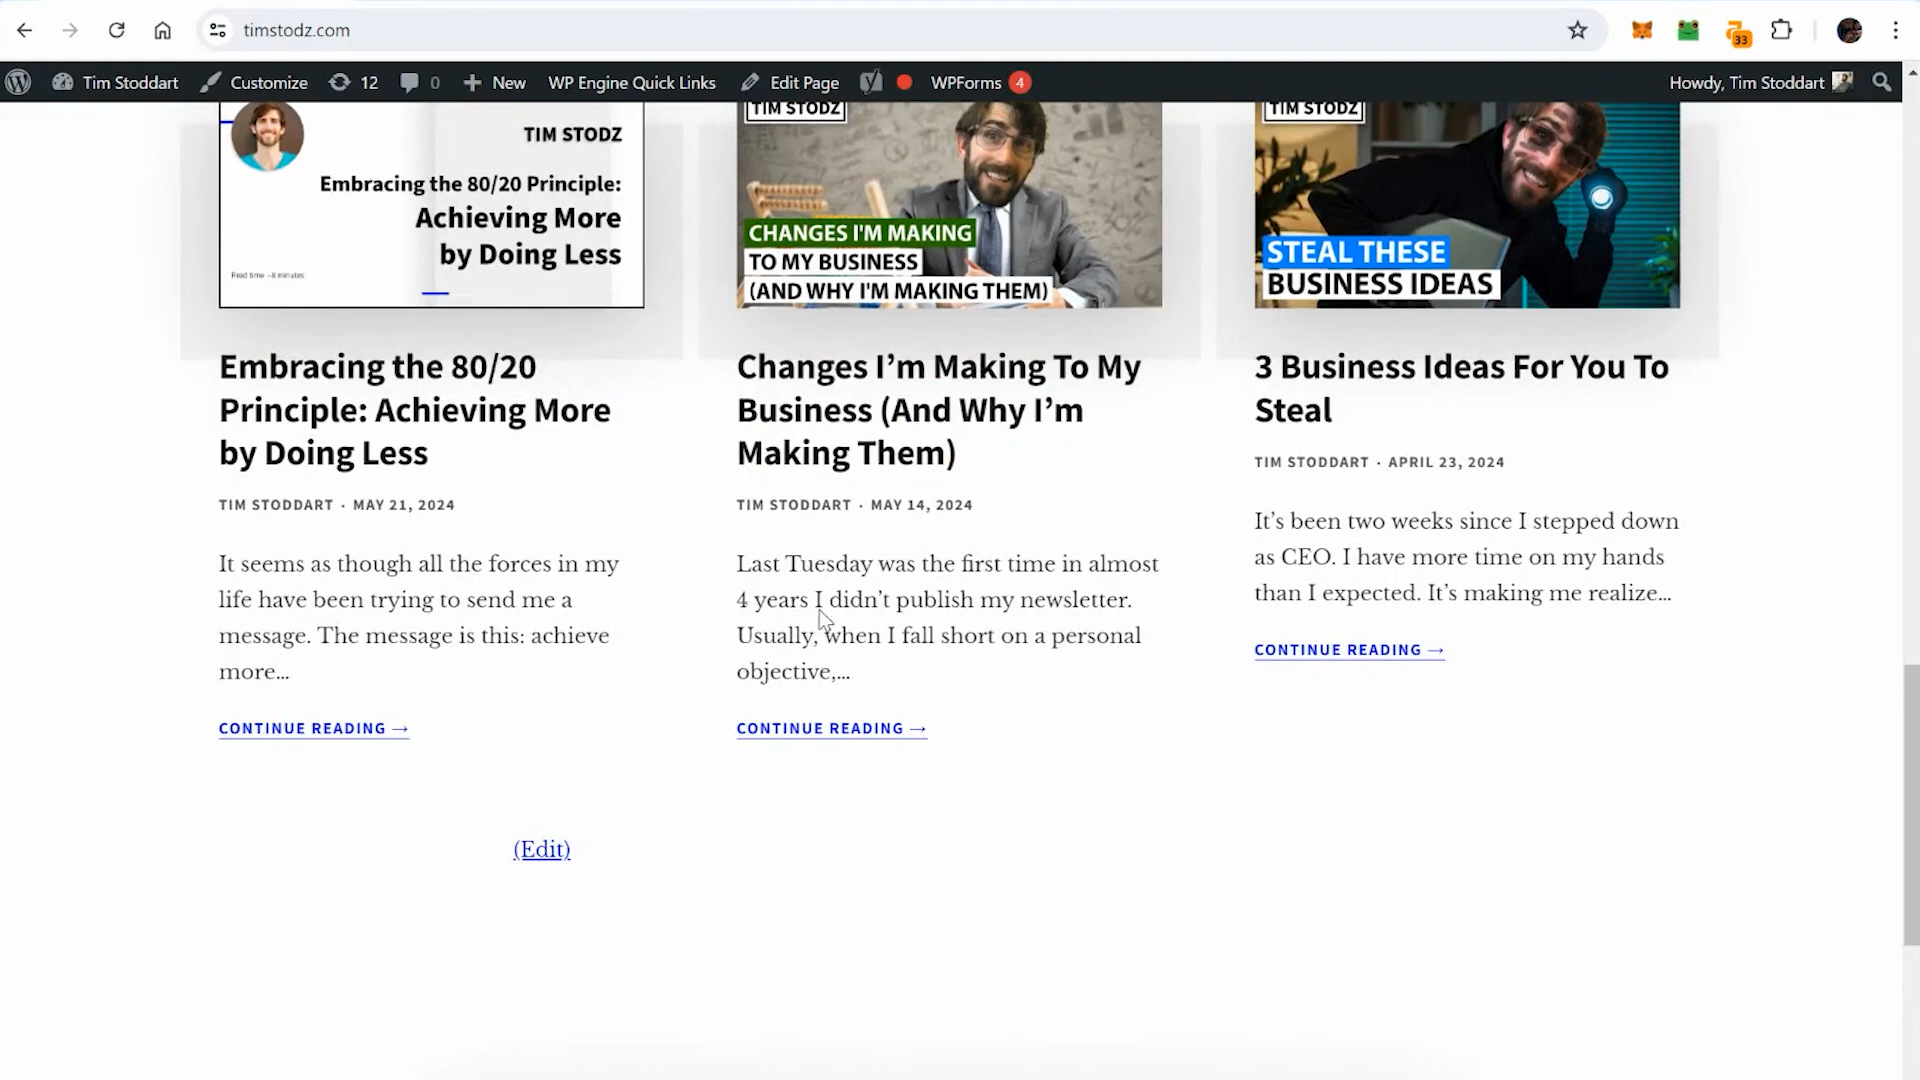 timstodz.com
33
Tim Stoddart Customize 12 0 New WP Engine Quick Links Edit Page WPForms 4 Howdy, Tim Stoddart
TIM STODZ
Embracing the 80/20 Principle:
Achieving More
by Doing Less
Read time ~8 minutes.
TIM STODZ
CHANGES I'M MAKING
TO MY BUSINESS
(AND WHY I'M MAKING THEM)
TIM STODZ
STEAL THESE
BUSINESS IDEAS
Embracing the 80/20
Principle: Achieving More
by Doing Less
TIM STODDART · MAY 21, 2024
It seems as though all the forces in my
life have been trying to send me a
message. The message is this: achieve
more...
CONTINUE READING →
Changes I’m Making To My
Business (And Why I’m
Making Them)
TIM STODDART · MAY 14, 2024
Last Tuesday was the first time in almost
4 years I didn’t publish my newsletter.
Usually, when I fall short on a personal
objective,...
CONTINUE READING →
3 Business Ideas For You To
Steal
TIM STODDART · APRIL 23, 2024
It’s been two weeks since I stepped down
as CEO. I have more time on my hands
than I expected. It’s making me realize...
CONTINUE READING →
(Edit)